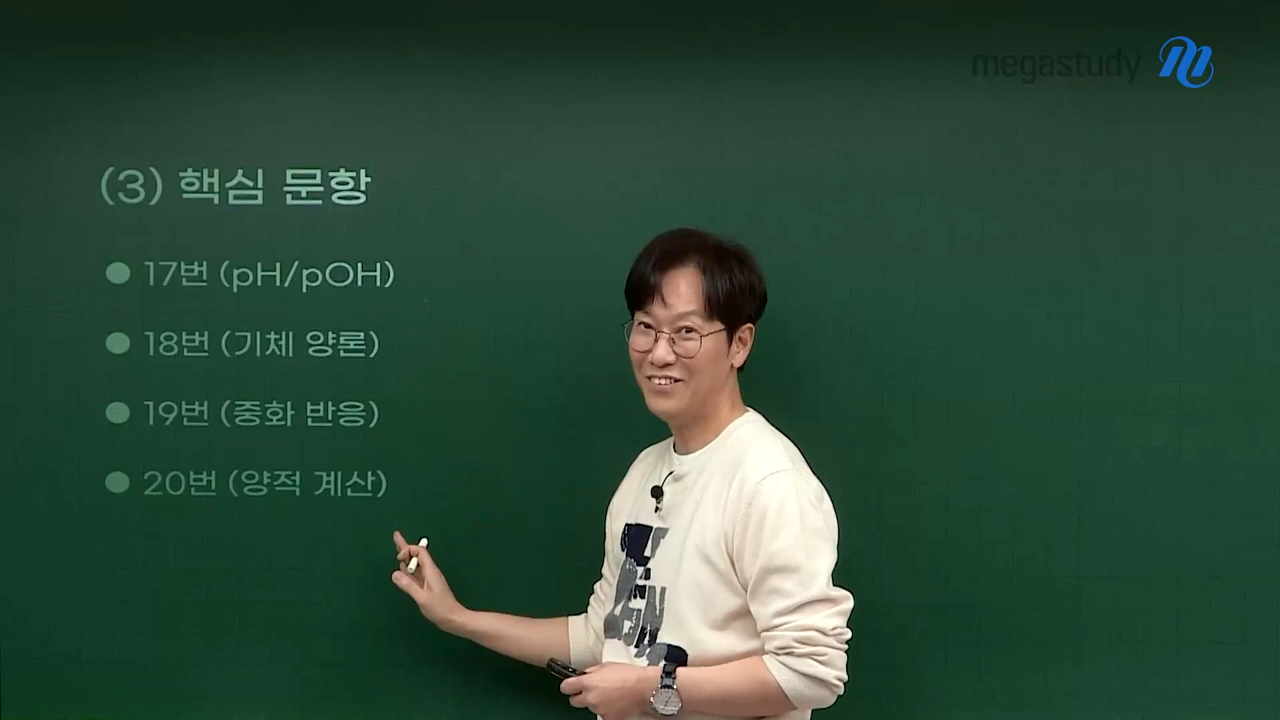 megastudy
(3) 핵심 문항
● 17번 (pH/pOH)
● 18번 (기체 양론)
● 19번 (중화 반응)
● 20번 (양적 계산)